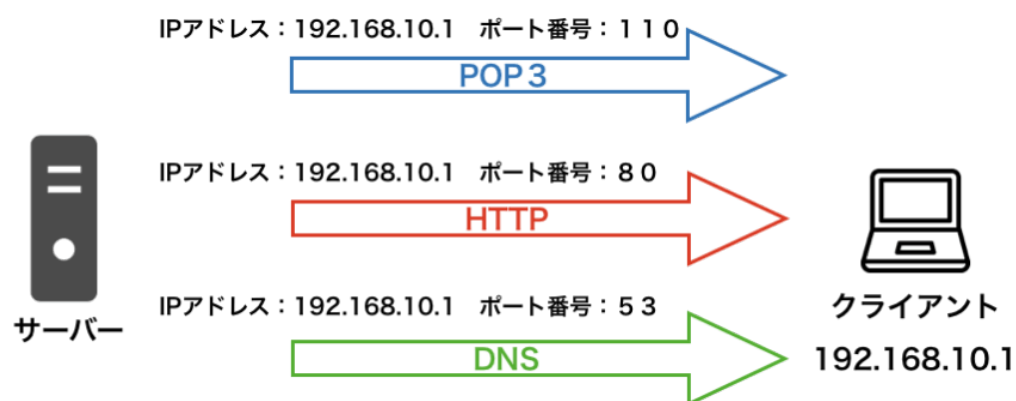 IPアドレス：192.168.10.1　ポート番号：１１０
POP３
IPアドレス：192.168.10.1　ポート番号：８０
HTTP
IPアドレス：192.168.10.1　ポート番号：５３
DNS
サーバー
クライアント
192.168.10.1